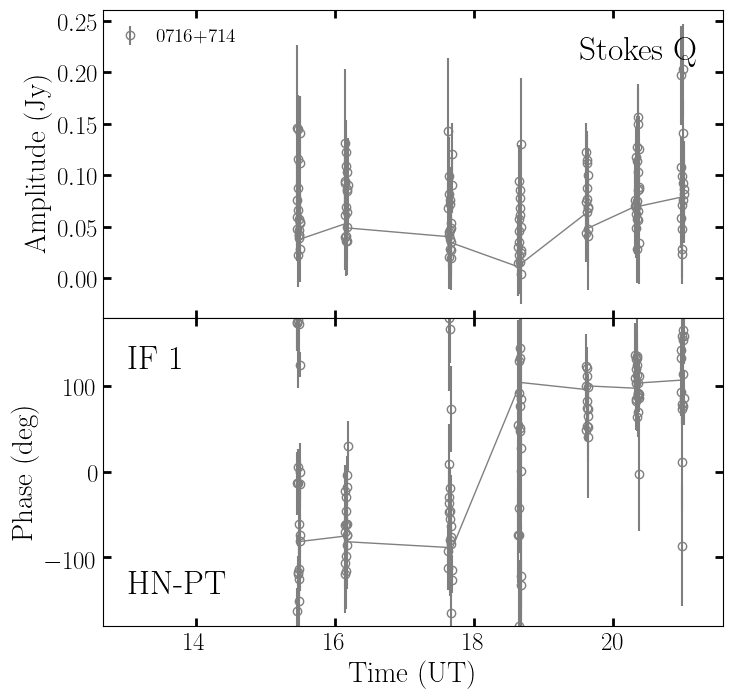 0716+714
Stokes Q
0.25
0.20
0.15
0.10
0.05
0.00
Amplitude (Jy)
IF 1
HN-PT
100
0
−100
Phase (deg)
14 16 18 20
Time (UT)